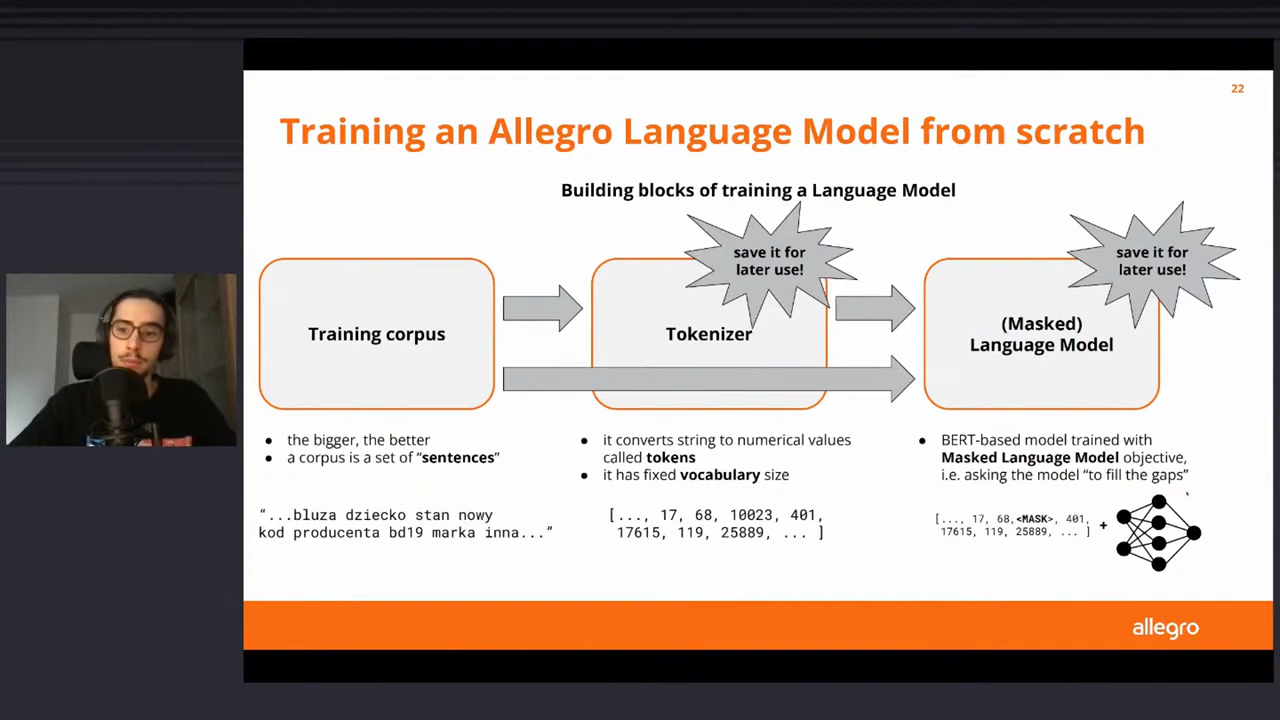 22
Training an Allegro Language Model from scratch
Building blocks of training a Language Model
save it for
later use!
save it for
later use!
Training corpus
Tokenizer
(Masked)
Language Model
● the bigger, the better
● a corpus is a set of “sentences”
“...bluza dziecko stan nowy
kod producenta bd19 marka inna...”
● it converts string to numerical values
called tokens
● it has fixed vocabulary size
[..., 17, 68, 10023, 401,
17615, 119, 25889, ... ]
● BERT-based model trained with
Masked Language Model objective,
i.e. asking the model “to fill the gaps”
[..., 17, 68,<MASK>, 401,
17615, 119, 25889, ... ]
+
allegro